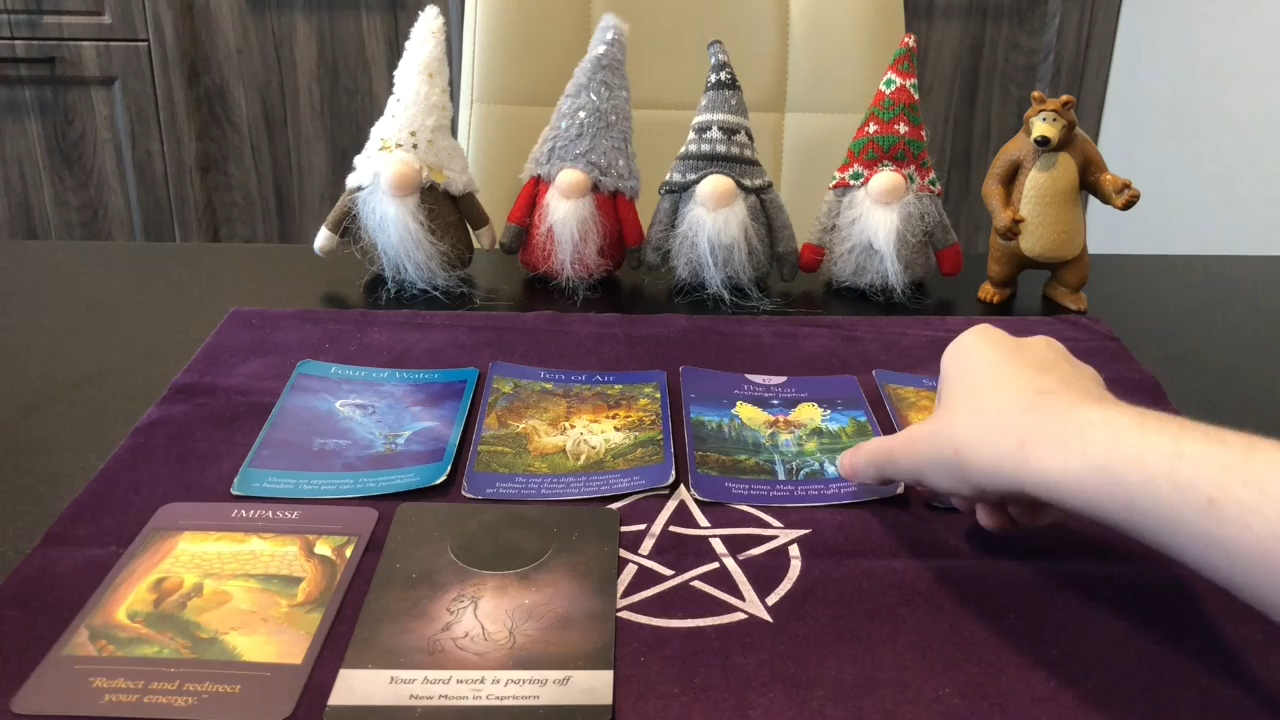 Four of Water
Missing an opportunity. Discontentment
or boredom. Open your eyes to the possibilities.
Ten of Air
The end of a difficult situation.
Embrace the change, and expect things to
get better now. Recovering from an addiction
17
The Star
Archangel Jophiel
Happy times. Make positive,
long-term plans. On the right path.
IMPASSE
"Reflect and redirect
your energy."
Your hard work is paying off
New Moon in Capricorn